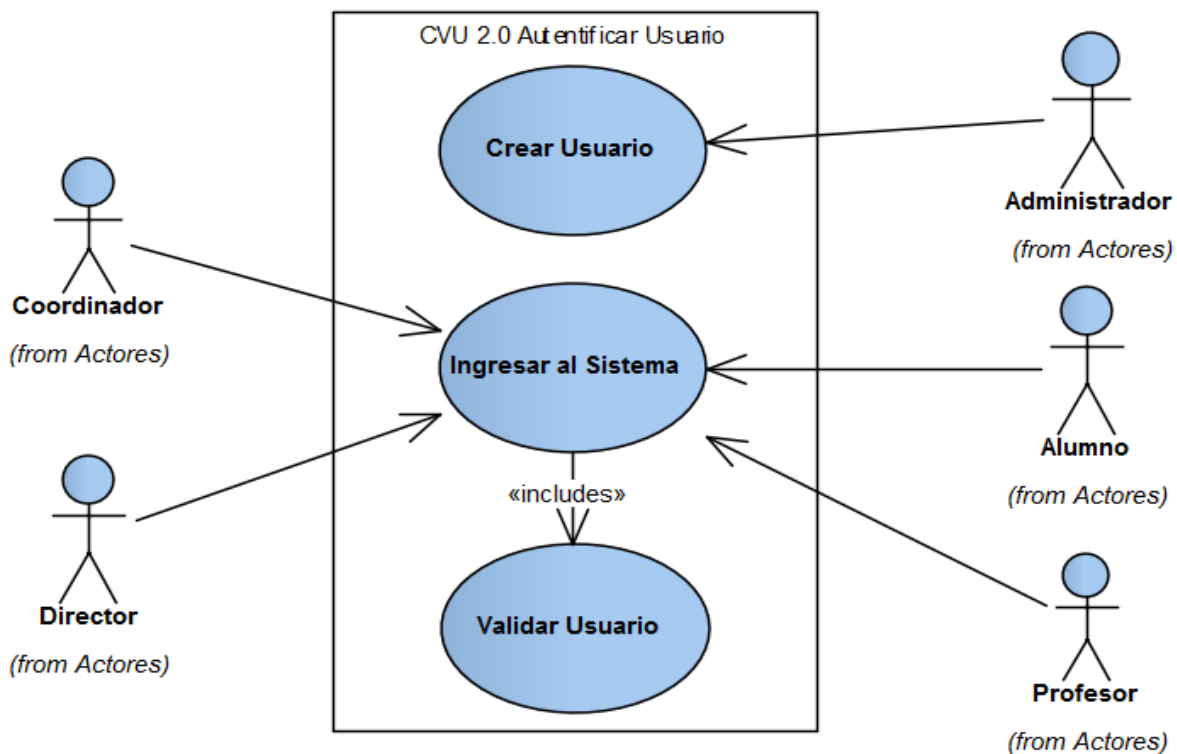 CVU 2.0 Autentificar Usuario
Crear Usuario
Administrador
(from Actores)
Coordinador
(from Actores)
Ingresar al Sistema
Alumno
(from Actores)
«includes»
Director
(from Actores)
Validar Usuario
Profesor
(from Actores)